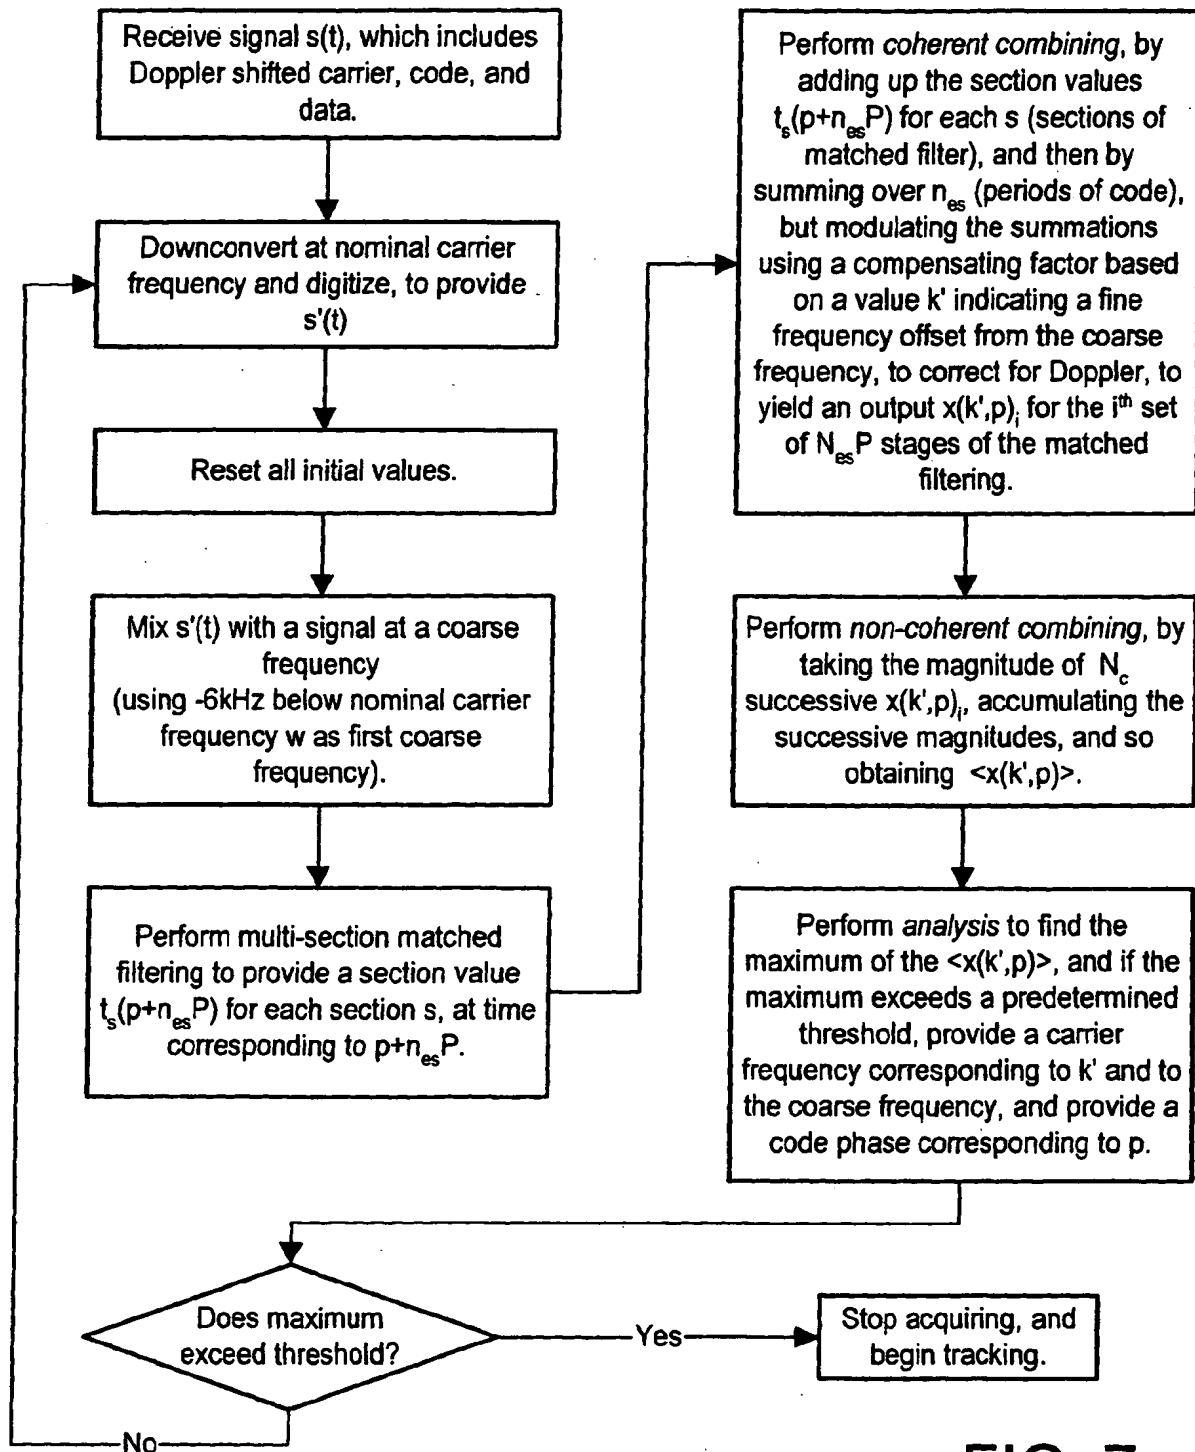 Receive signal s(t), which includes
Doppler shifted carrier, code, and
data.
Downconvert at nominal carrier
frequency and digitize, to provide
s'(t)
Reset all initial values.
Mix s'(t) with a signal at a coarse
frequency
(using -6kHz below nominal carrier
frequency w as first coarse
frequency).
Perform multi-section matched
filtering to provide a section value
t_s(p+n_es P) for each section s, at time
corresponding to p+n_es P.
Perform coherent combining, by
adding up the section values
t_s(p+n_es P) for each s (sections of
matched filter), and then by
summing over n_es (periods of code),
but modulating the summations
using a compensating factor based
on a value k' indicating a fine
frequency offset from the coarse
frequency, to correct for Doppler, to
yield an output x(k',p)_i for the i^th set
of N_es P stages of the matched
filtering.
Perform non-coherent combining, by
taking the magnitude of N_c
successive x(k',p)_i, accumulating the
successive magnitudes, and so
obtaining <x(k',p)>.
Perform analysis to find the
maximum of the <x(k',p)>, and if the
maximum exceeds a predetermined
threshold, provide a carrier
frequency corresponding to k' and to
the coarse frequency, and provide a
code phase corresponding to p.
Does maximum
exceed threshold?
Yes
Stop acquiring, and
begin tracking.
No